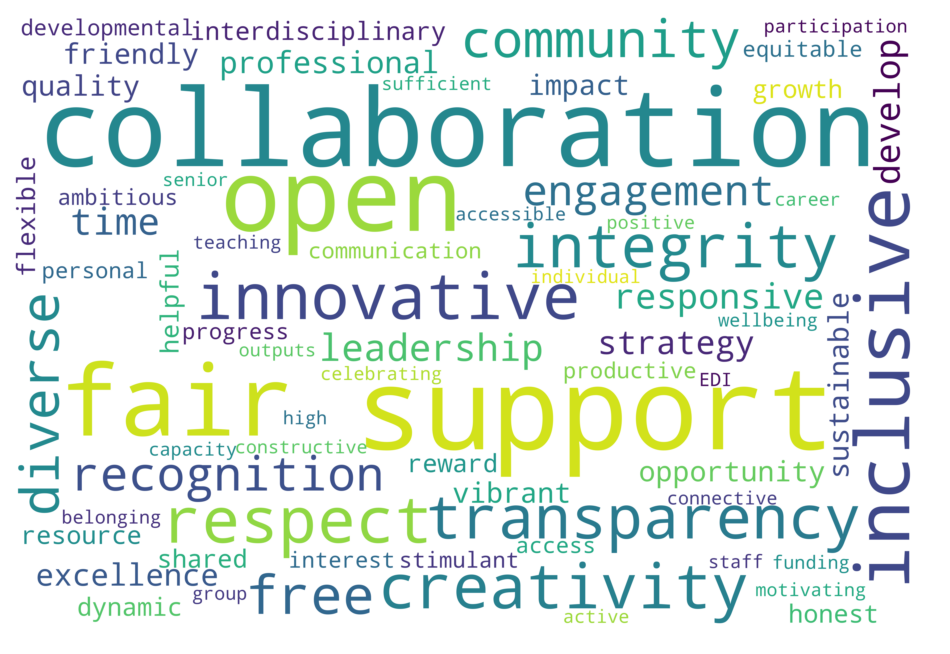 developmental
interdisciplinary
community
participation
friendly
professional
equitable
quality
sufficient
impact
growth
develop
collaboration
flexible
senior
ambitious
open
engagement
career
time
accessible
positive
teaching
communication
integrity
inclusive
personal
helpful
innovative
individual
responsive
diverse
progress
wellbeing
sustainable
outputs
leadership
strategy
celebrating
productive
EDI
fair
support
high
capacity
constructive
recognition
reward
opportunity
vibrant
connective
belonging
respect
transparency
resource
shared
interest
stimulant
access
staff
funding
excellence
group
free
creativity
motivating
dynamic
active
honest